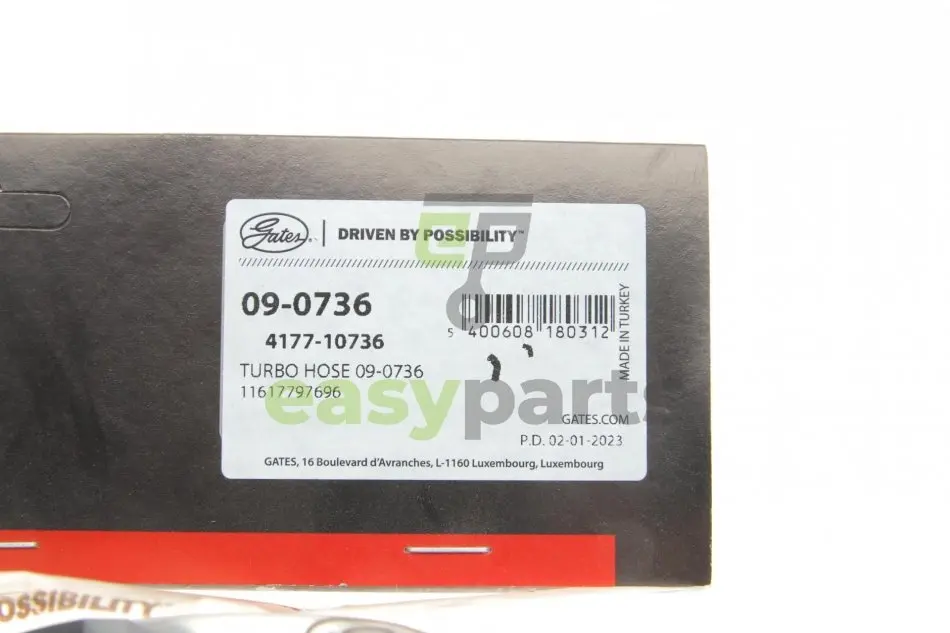 Gates® | DRIVEN BY POSSIBILITY™
09-0736
4177-10736
5 400608 180312
MADE IN TURKEY
TURBO HOSE 09-0736
11617797696
easyparts
GATES.COM
P.D. 02-01-2023
GATES, 16 Boulevard d'Avranches, L-1160 Luxembourg, Luxembourg
POSSIBILITY™